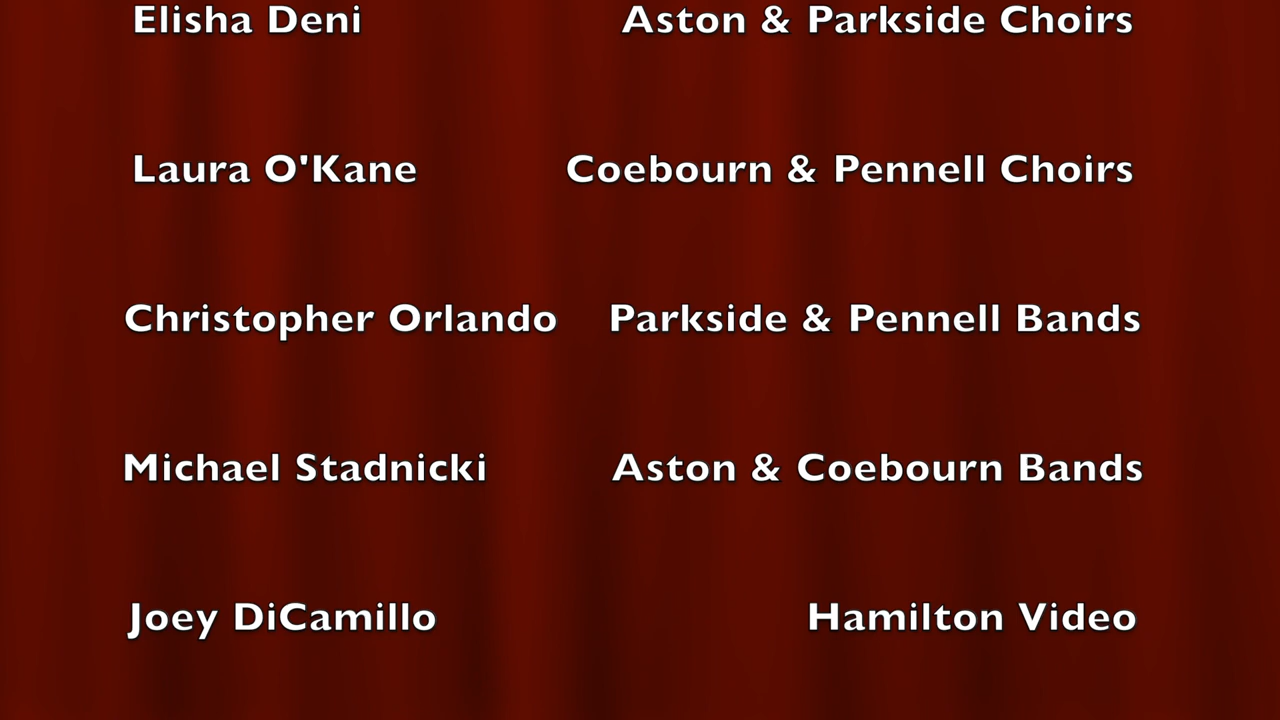 Elisha Deni Aston & Parkside Choirs
Laura O'Kane Coebourn & Pennell Choirs
Christopher Orlando Parkside & Pennell Bands
Michael Stadnicki Aston & Coebourn Bands
Joey DiCamillo Hamilton Video